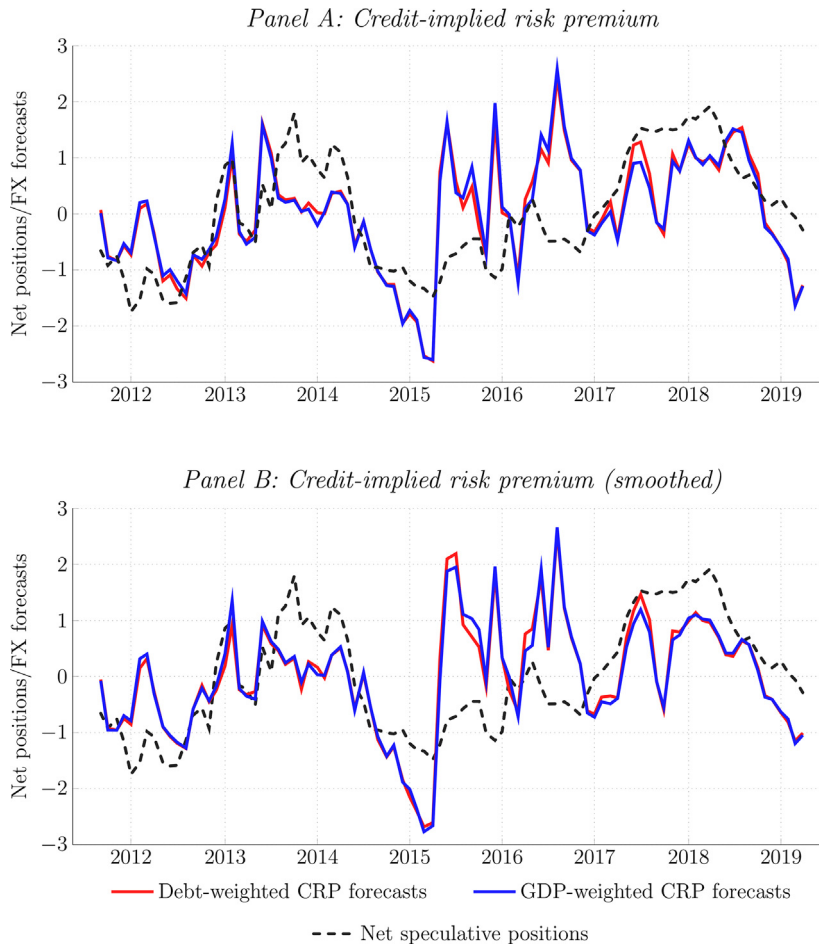 Panel A: Credit-implied risk premium
Net positions/FX forecasts
3
2
1
0
−1
−2
−3
2012 2013 2014 2015 2016 2017 2018 2019
Panel B: Credit-implied risk premium (smoothed)
Net positions/FX forecasts
3
2
1
0
−1
−2
−3
2012 2013 2014 2015 2016 2017 2018 2019
Debt-weighted CRP forecasts GDP-weighted CRP forecasts
Net speculative positions